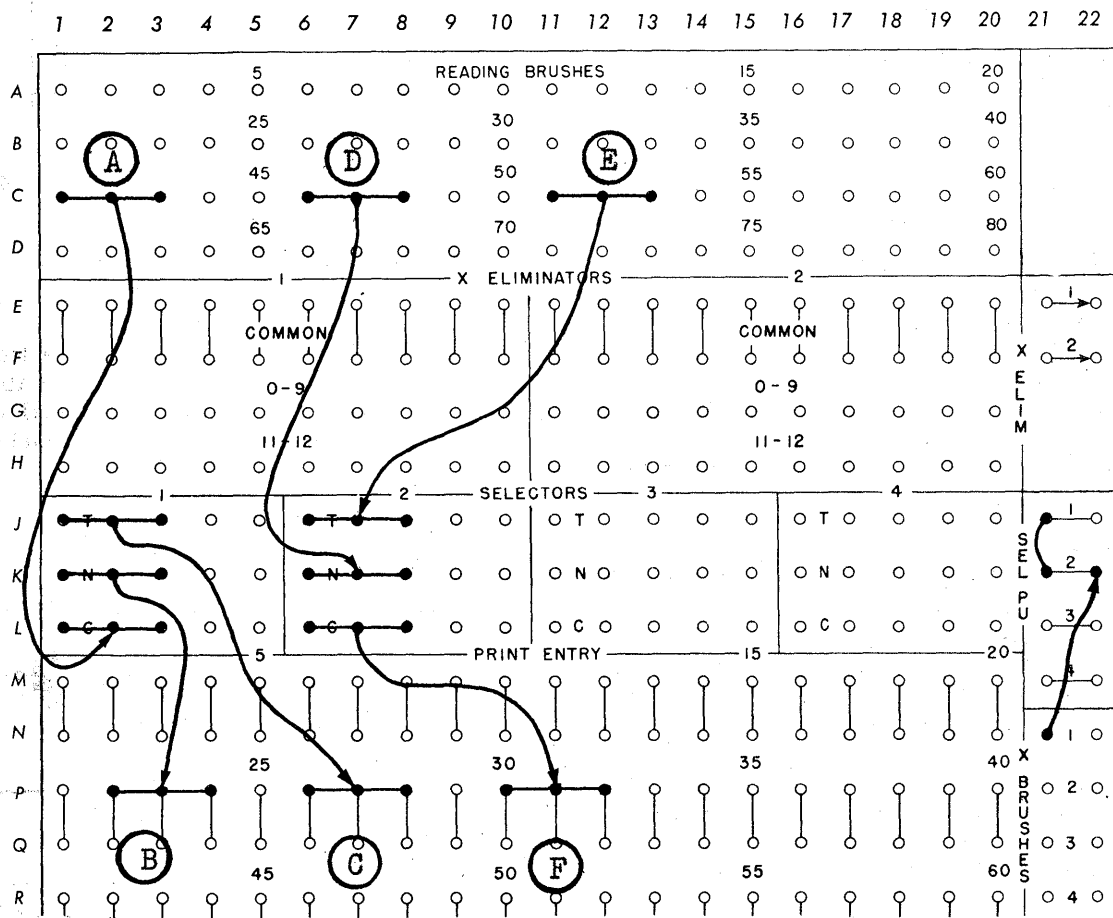 1 2 3 4 5 6 7 8 9 10 11 12 13 14 15 16 17 18 19 20 21 22
5 READING BRUSHES 15 20
A
25 30 35 40
B
A D E
45 50 55 60
C
65 70 75 80
D
1 X ELIMINATORS 2
E 1
COMMON COMMON
F 2
0-9 0-9
G
11-12 11-12
H
X ELIM
1 2 SELECTORS 3 4
J T T T T 1
K N N N N 2
L C C C C 3
SEL PU
5 PRINT ENTRY 15 20
M 4
N 1
25 30 35 40
P 2
Q 3
B C F
45 50 55 60
R 4
X BRUSHES